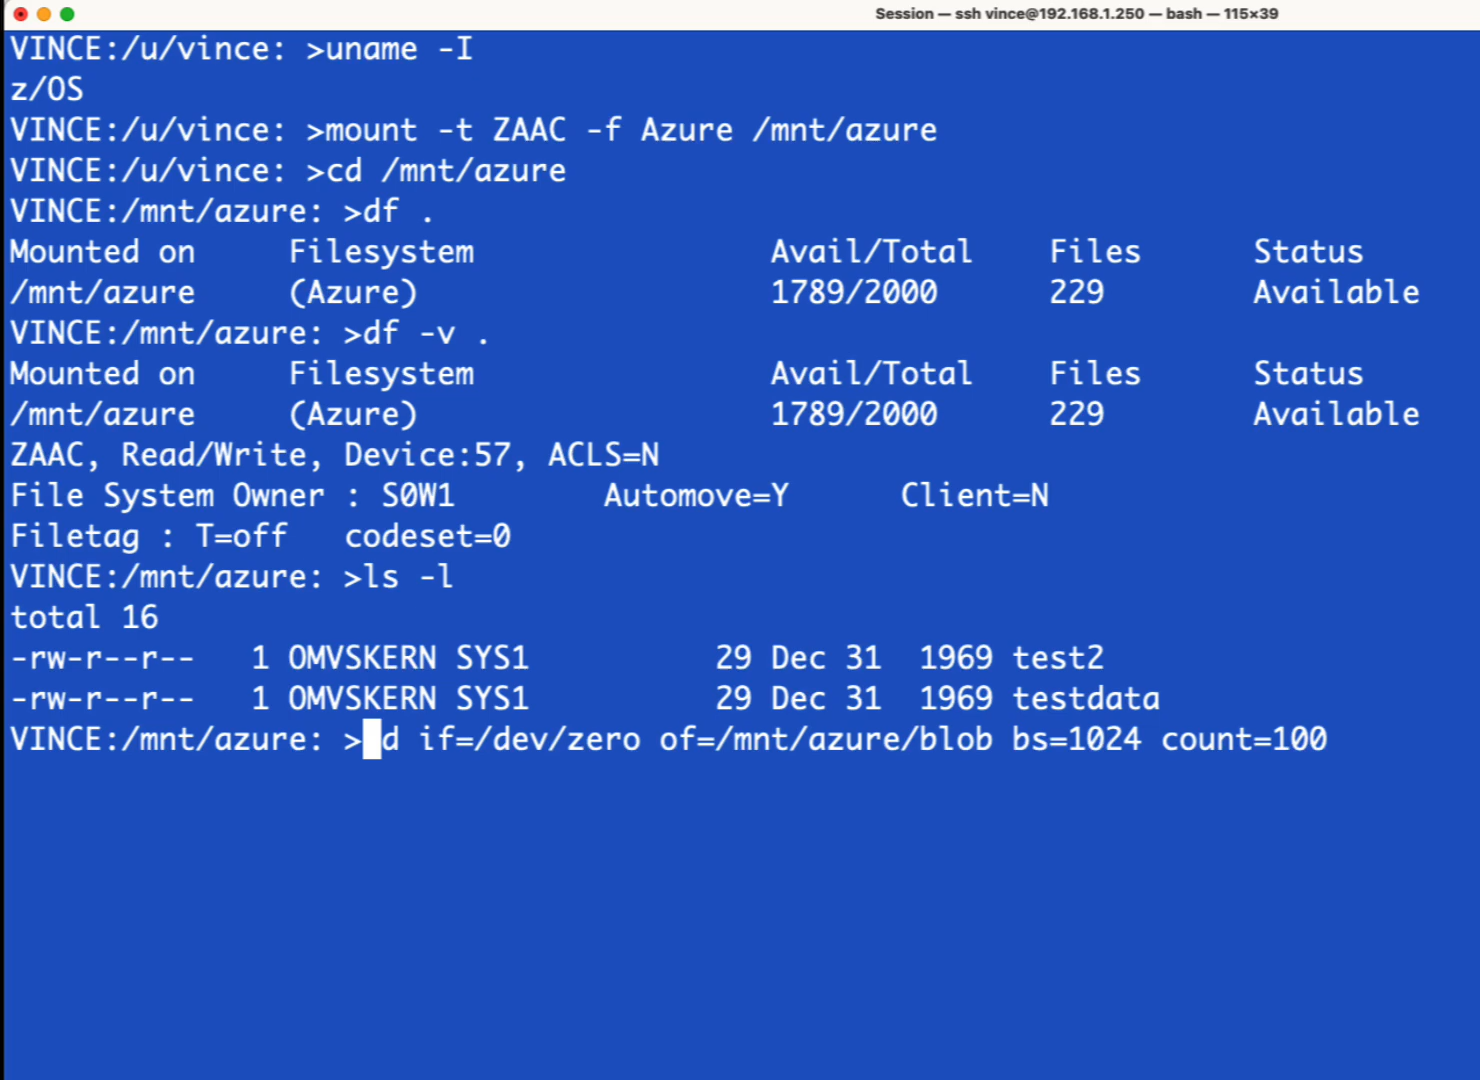 Session — ssh vince@192.168.1.250 — bash — 115×39
VINCE:/u/vince: >uname -I
z/OS
VINCE:/u/vince: >mount -t ZAAC -f Azure /mnt/azure
VINCE:/u/vince: >cd /mnt/azure
VINCE:/mnt/azure: >df .
Mounted on     Filesystem                Avail/Total    Files      Status
/mnt/azure     (Azure)                   1789/2000      229        Available
VINCE:/mnt/azure: >df -v .
Mounted on     Filesystem                Avail/Total    Files      Status
/mnt/azure     (Azure)                   1789/2000      229        Available
ZAAC, Read/Write, Device:57, ACLS=N
File System Owner : S0W1        Automove=Y      Client=N
Filetag : T=off   codeset=0
VINCE:/mnt/azure: >ls -l
total 16
-rw-r--r--   1 OMVSKERN SYS1          29 Dec 31  1969 test2
-rw-r--r--   1 OMVSKERN SYS1          29 Dec 31  1969 testdata
VINCE:/mnt/azure: > d if=/dev/zero of=/mnt/azure/blob bs=1024 count=100